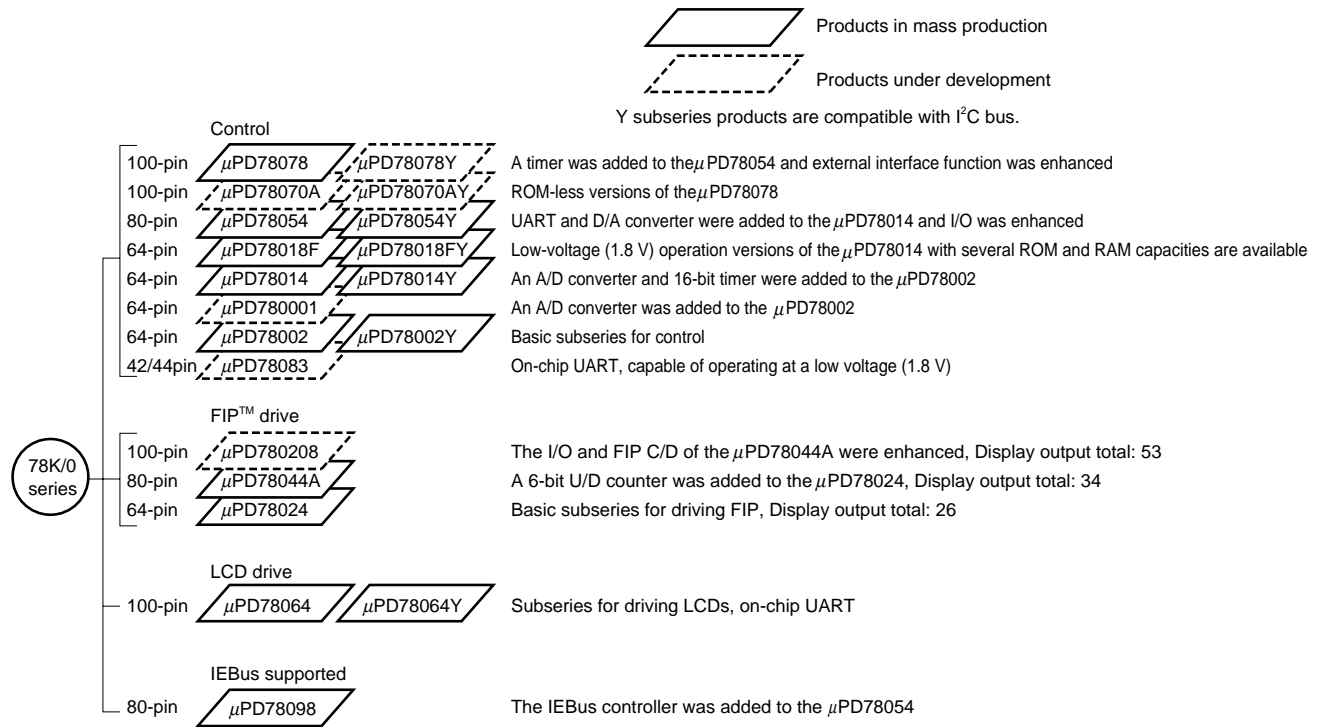 Products in mass production
Products under development
Y subseries products are compatible with I²C bus.
Control
100-pin μPD78078 μPD78078Y A timer was added to the μPD78054 and external interface function was enhanced
100-pin μPD78070A μPD78070AY ROM-less versions of the μPD78078
80-pin μPD78054 μPD78054Y UART and D/A converter were added to the μPD78014 and I/O was enhanced
64-pin μPD78018F μPD78018FY Low-voltage (1.8 V) operation versions of the μPD78014 with several ROM and RAM capacities are available
64-pin μPD78014 μPD78014Y An A/D converter and 16-bit timer were added to the μPD78002
64-pin μPD780001 An A/D converter was added to the μPD78002
64-pin μPD78002 μPD78002Y Basic subseries for control
42/44pin μPD78083 On-chip UART, capable of operating at a low voltage (1.8 V)
FIP™ drive
78K/0 series
100-pin μPD780208 The I/O and FIP C/D of the μPD78044A were enhanced, Display output total: 53
80-pin μPD78044A A 6-bit U/D counter was added to the μPD78024, Display output total: 34
64-pin μPD78024 Basic subseries for driving FIP, Display output total: 26
LCD drive
100-pin μPD78064 μPD78064Y Subseries for driving LCDs, on-chip UART
IEBus supported
80-pin μPD78098 The IEBus controller was added to the μPD78054